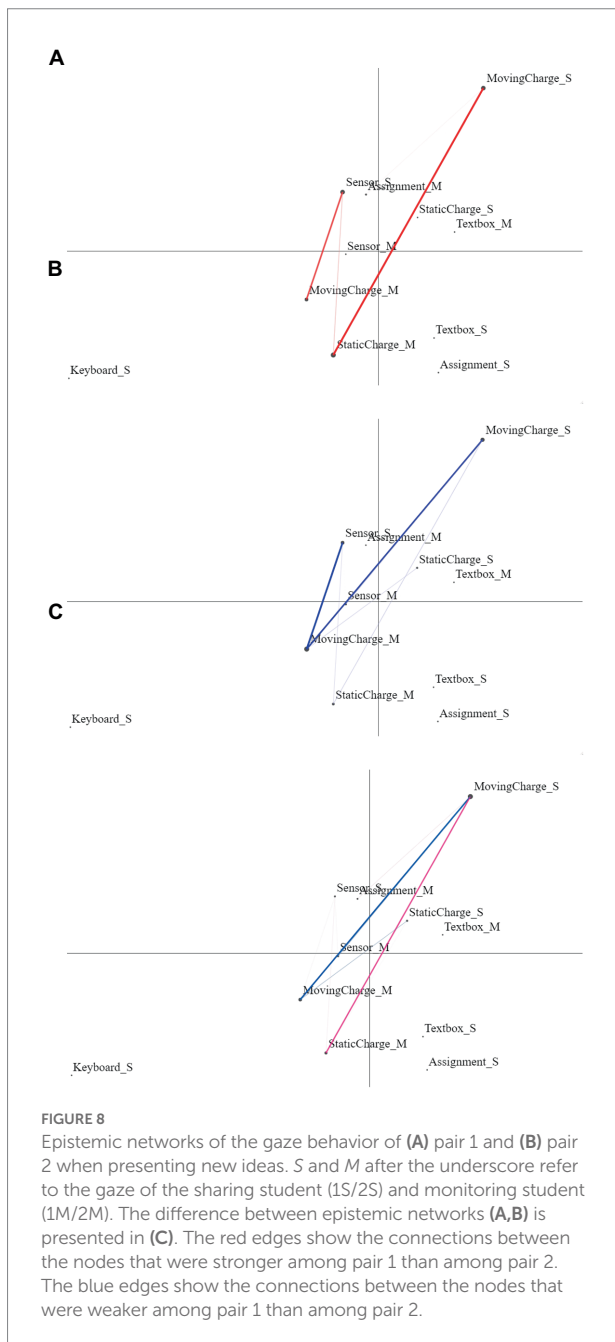 A
MovingCharge_S
Sensor_S
Assignment_M
StaticCharge_S
Textbox_M
Sensor_M
B
MovingCharge_M
Textbox_S
StaticCharge_M
Keyboard_S
Assignment_S
MovingCharge_S
Sensor_S
Assignment_M
StaticCharge_S
Textbox_M
Sensor_M
C
MovingCharge_M
Textbox_S
StaticCharge_M
Keyboard_S
Assignment_S
MovingCharge_S
Sensor_S
Assignment_M
StaticCharge_S
Textbox_M
Sensor_M
MovingCharge_M
Textbox_S
StaticCharge_M
Keyboard_S
Assignment_S
FIGURE 8
Epistemic networks of the gaze behavior of (A) pair 1 and (B) pair
2 when presenting new ideas. S and M after the underscore refer
to the gaze of the sharing student (1S/2S) and monitoring student
(1M/2M). The difference between epistemic networks (A,B) is
presented in (C). The red edges show the connections between
the nodes that were stronger among pair 1 than among pair 2.
The blue edges show the connections between the nodes that
were weaker among pair 1 than among pair 2.